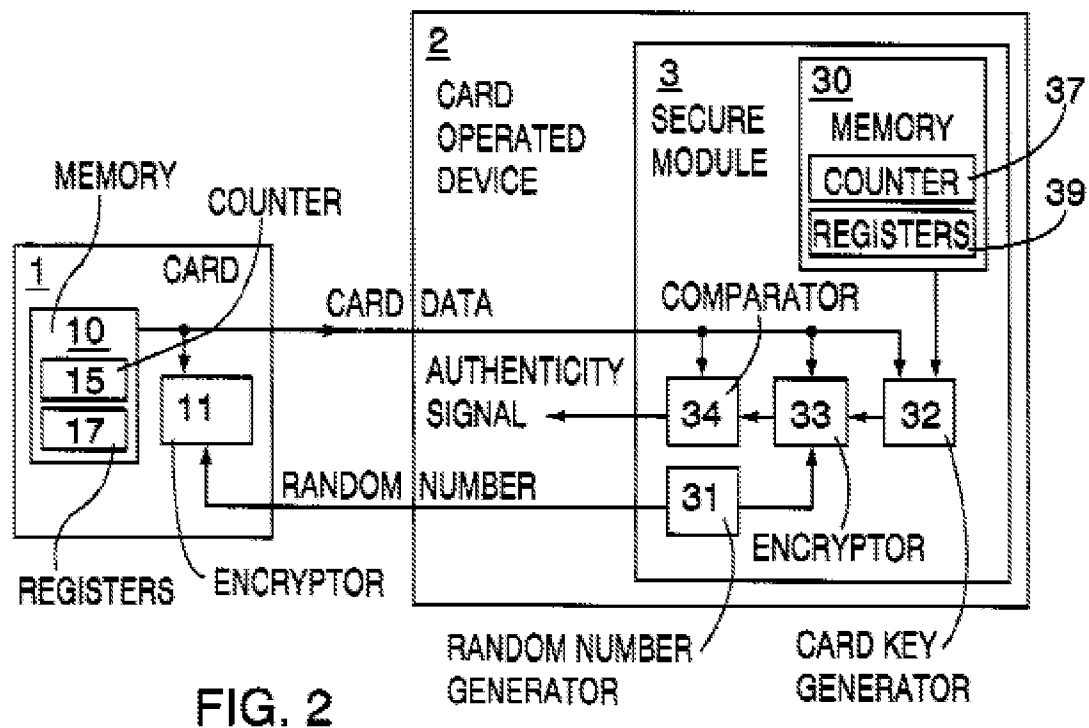 2
CARD
OPERATED
DEVICE
3
SECURE
MODULE
30
MEMORY
COUNTER
REGISTERS
37
39
MEMORY
COUNTER
1
CARD
10
15
17
11
CARD DATA
COMPARATOR
AUTHENTICITY
SIGNAL
34
33
32
RANDOM NUMBER
31
ENCRYPTOR
REGISTERS
ENCRYPTOR
RANDOM NUMBER
GENERATOR
CARD KEY
GENERATOR
FIG. 2